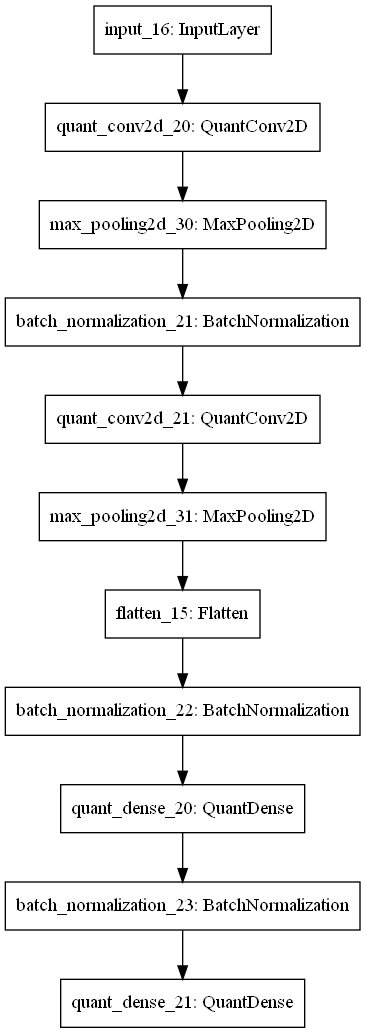 input_16: InputLayer
quant_conv2d_20: QuantConv2D
max_pooling2d_30: MaxPooling2D
batch_normalization_21: BatchNormalization
quant_conv2d_21: QuantConv2D
max_pooling2d_31: MaxPooling2D
flatten_15: Flatten
batch_normalization_22: BatchNormalization
quant_dense_20: QuantDense
batch_normalization_23: BatchNormalization
quant_dense_21: QuantDense